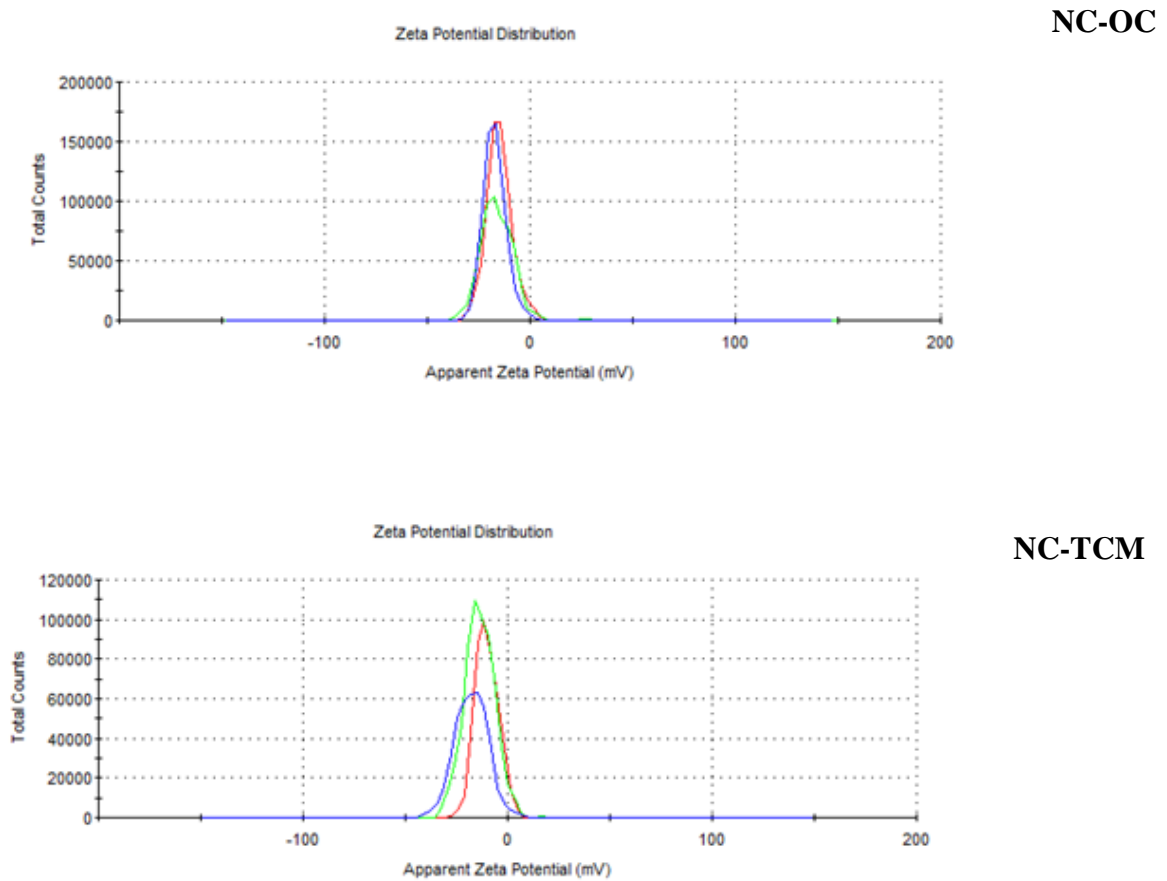 NC-OC
Zeta Potential Distribution
200000
150000
100000
50000
0
Total Counts
-100 0 100 200
Apparent Zeta Potential (mV)
NC-TCM
Zeta Potential Distribution
120000
100000
80000
60000
40000
20000
0
Total Counts
-100 0 100 200
Apparent Zeta Potential (mV)